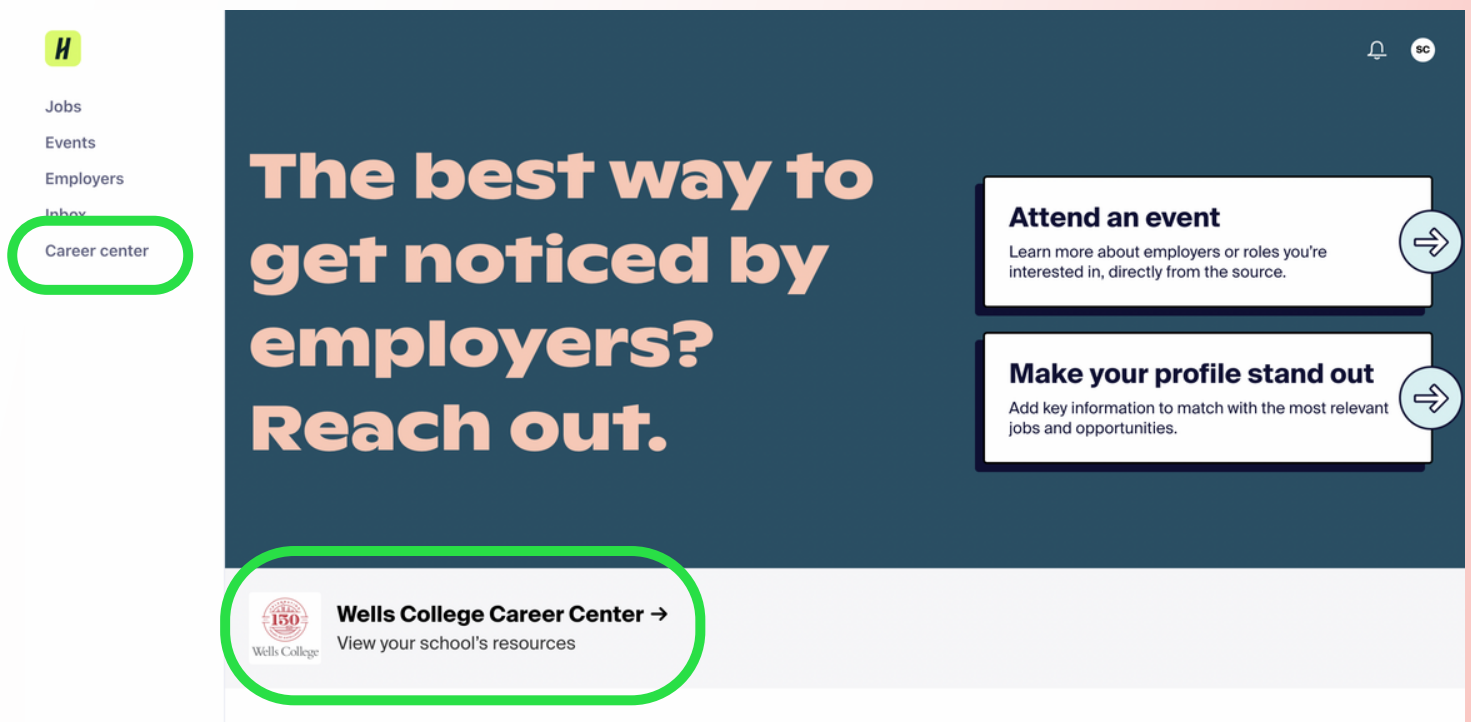 H
Jobs
Events
Employers
Inbox
Career center
SC
The best way to
get noticed by
employers?
Reach out.
Attend an event
Learn more about employers or roles you're
interested in, directly from the source.
Make your profile stand out
Add key information to match with the most relevant
jobs and opportunities.
150
Wells College
Wells College Career Center →
View your school's resources